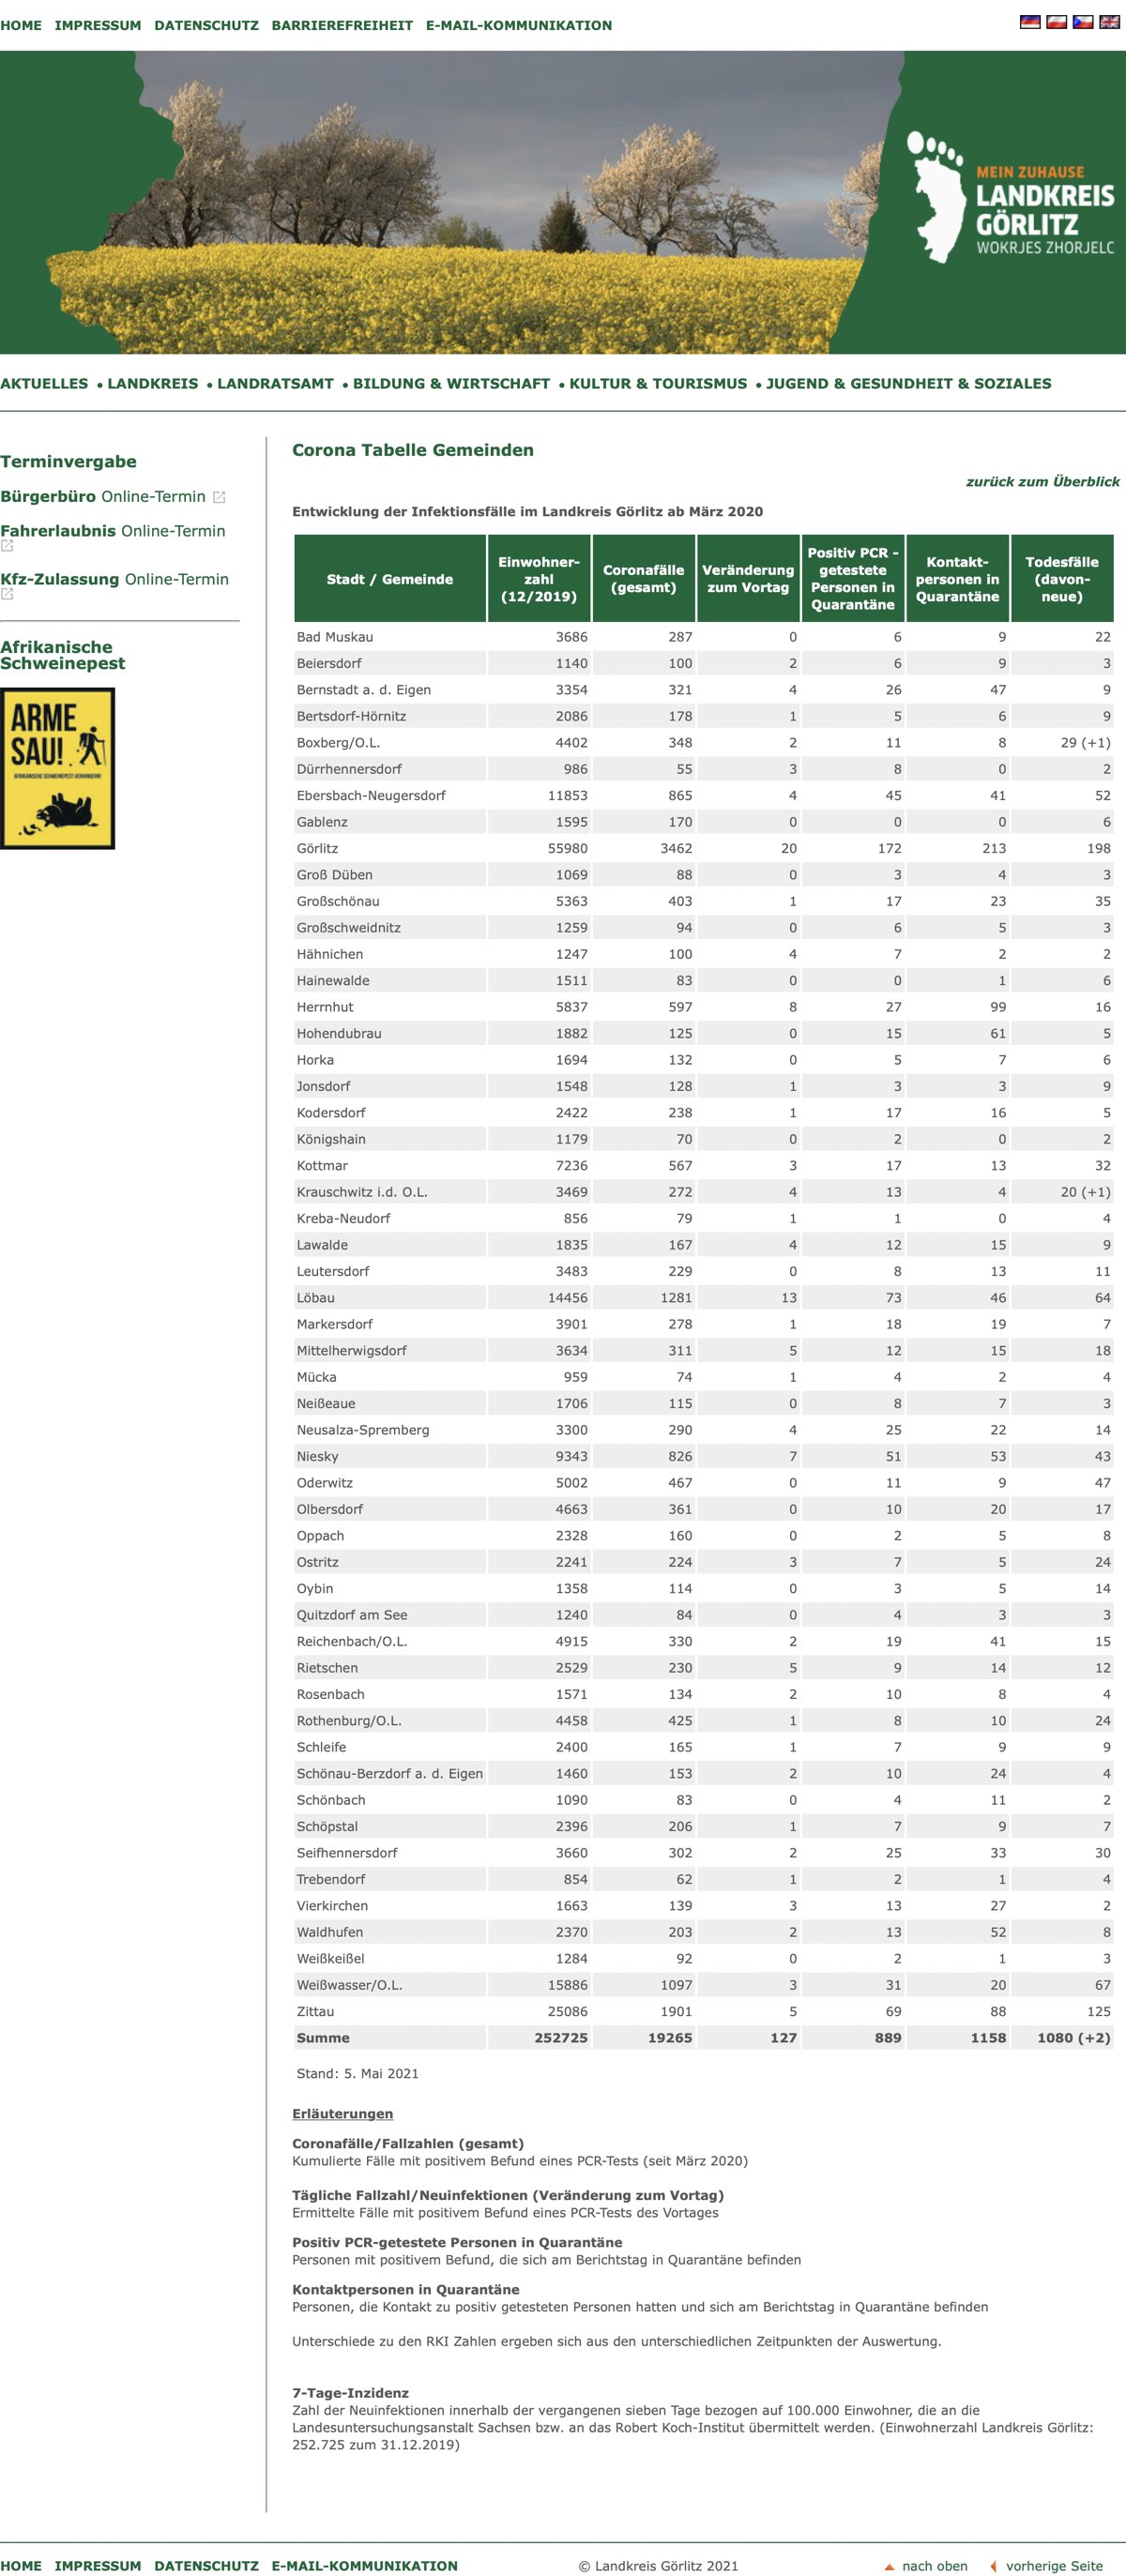 HOME IMPRESSUM DATENSCHUTZ BARRIEREFREIHEIT E-MAIL-KOMMUNIKATION
MEIN ZUHAUSE
LANDKREIS
GÖRLITZ
WOKRJES ZHORJELC
AKTUELLES • LANDKREIS • LANDRATSAMT • BILDUNG & WIRTSCHAFT • KULTUR & TOURISMUS • JUGEND & GESUNDHEIT & SOZIALES
Terminvergabe
Bürgerbüro Online-Termin
Fahrerlaubnis Online-Termin
Kfz-Zulassung Online-Termin
Afrikanische
Schweinepest
ARME
SAU!
AFRIKANISCHE SCHWEINEPEST VERHINDERN!
Corona Tabelle Gemeinden
zurück zum Überblick
Entwicklung der Infektionsfälle im Landkreis Görlitz ab März 2020
Stadt / Gemeinde Einwohner-zahl (12/2019) Coronafälle (gesamt) Veränderung zum Vortag Positiv PCR - getestete Personen in Quarantäne Kontakt-personen in Quarantäne Todesfälle (davon-neue)
Bad Muskau 3686 287 0 6 9 22
Beiersdorf 1140 100 2 6 9 3
Bernstadt a. d. Eigen 3354 321 4 26 47 9
Bertsdorf-Hörnitz 2086 178 1 5 6 9
Boxberg/O.L. 4402 348 2 11 8 29 (+1)
Dürrhennersdorf 986 55 3 8 0 2
Ebersbach-Neugersdorf 11853 865 4 45 41 52
Gablenz 1595 170 0 0 0 6
Görlitz 55980 3462 20 172 213 198
Groß Düben 1069 88 0 3 4 3
Großschönau 5363 403 1 17 23 35
Großschweidnitz 1259 94 0 6 5 3
Hähnichen 1247 100 4 7 2 2
Hainewalde 1511 83 0 0 1 6
Herrnhut 5837 597 8 27 99 16
Hohendubrau 1882 125 0 15 61 5
Horka 1694 132 0 5 7 6
Jonsdorf 1548 128 1 3 3 9
Kodersdorf 2422 238 1 17 16 5
Königshain 1179 70 0 2 0 2
Kottmar 7236 567 3 17 13 32
Krauschwitz i.d. O.L. 3469 272 4 13 4 20 (+1)
Kreba-Neudorf 856 79 1 1 0 4
Lawalde 1835 167 4 12 15 9
Leutersdorf 3483 229 0 8 13 11
Löbau 14456 1281 13 73 46 64
Markersdorf 3901 278 1 18 19 7
Mittelherwigsdorf 3634 311 5 12 15 18
Mücka 959 74 1 4 2 4
Neißeaue 1706 115 0 8 7 3
Neusalza-Spremberg 3300 290 4 25 22 14
Niesky 9343 826 7 51 53 43
Oderwitz 5002 467 0 11 9 47
Olbersdorf 4663 361 0 10 20 17
Oppach 2328 160 0 2 5 8
Ostritz 2241 224 3 7 5 24
Oybin 1358 114 0 3 5 14
Quitzdorf am See 1240 84 0 4 3 3
Reichenbach/O.L. 4915 330 2 19 41 15
Rietschen 2529 230 5 9 14 12
Rosenbach 1571 134 2 10 8 4
Rothenburg/O.L. 4458 425 1 8 10 24
Schleife 2400 165 1 7 9 9
Schönau-Berzdorf a. d. Eigen 1460 153 2 10 24 4
Schönbach 1090 83 0 4 11 2
Schöpstal 2396 206 1 7 9 7
Seifhennersdorf 3660 302 2 25 33 30
Trebendorf 854 62 1 2 1 4
Vierkirchen 1663 139 3 13 27 2
Waldhufen 2370 203 2 13 52 8
Weißkeißel 1284 92 0 2 1 3
Weißwasser/O.L. 15886 1097 3 31 20 67
Zittau 25086 1901 5 69 88 125
Summe 252725 19265 127 889 1158 1080 (+2)
Stand: 5. Mai 2021
Erläuterungen
Coronafälle/Fallzahlen (gesamt)
Kumulierte Fälle mit positivem Befund eines PCR-Tests (seit März 2020)
Tägliche Fallzahl/Neuinfektionen (Veränderung zum Vortag)
Ermittelte Fälle mit positivem Befund eines PCR-Tests des Vortages
Positiv PCR-getestete Personen in Quarantäne
Personen mit positivem Befund, die sich am Berichtstag in Quarantäne befinden
Kontaktpersonen in Quarantäne
Personen, die Kontakt zu positiv getesteten Personen hatten und sich am Berichtstag in Quarantäne befinden
Unterschiede zu den RKI Zahlen ergeben sich aus den unterschiedlichen Zeitpunkten der Auswertung.
7-Tage-Inzidenz
Zahl der Neuinfektionen innerhalb der vergangenen sieben Tage bezogen auf 100.000 Einwohner, die an die
Landesuntersuchungsanstalt Sachsen bzw. an das Robert Koch-Institut übermittelt werden. (Einwohnerzahl Landkreis Görlitz:
252.725 zum 31.12.2019)
HOME IMPRESSUM DATENSCHUTZ E-MAIL-KOMMUNIKATION © Landkreis Görlitz 2021 nach oben vorherige Seite